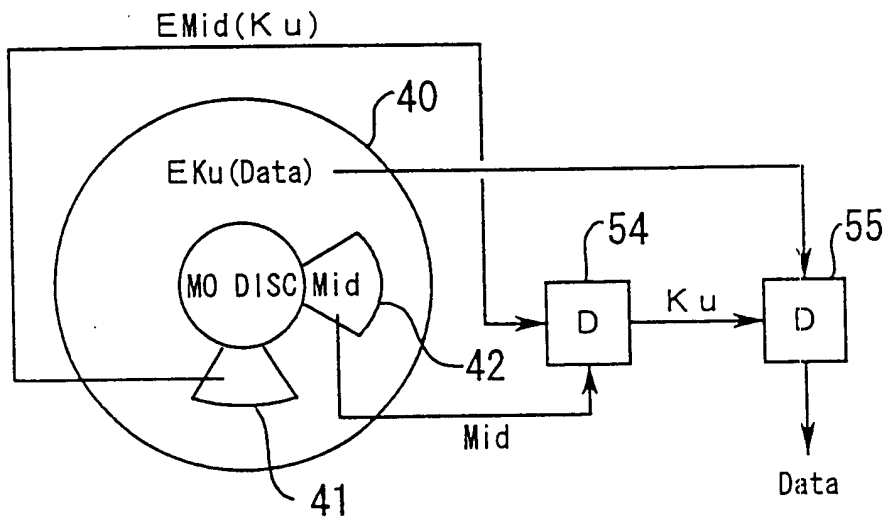 EMid(Ku)
40
EKu(Data)
54
55
MO DISC
Mid
D
Ku
D
42
Mid
41
Data